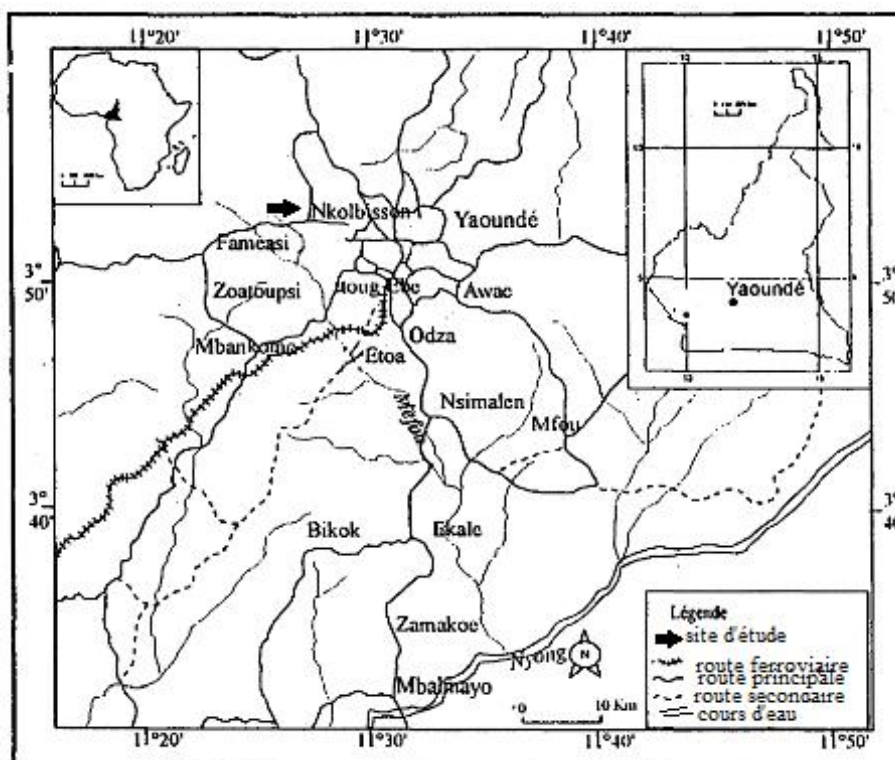 11°20'
11°30'
11°40'
11°50'
Nkolbisson
Yaoundé
Fameasi
3°
50'
Zoatoupsi
Awae
Yaoundé
3°
50'
Odza
Mbankomo
Etoa
Nsimalen
Mefou
Mfou
3°
40'
Bikok
Ekale
3°
40'
Légende
site d'étude
route ferroviaire
route principale
route secondaire
cours d'eau
Zamakoe
Nyong
N
Mbalmayo
0
10 Km
11°20'
11°30'
11°40'
11°50'